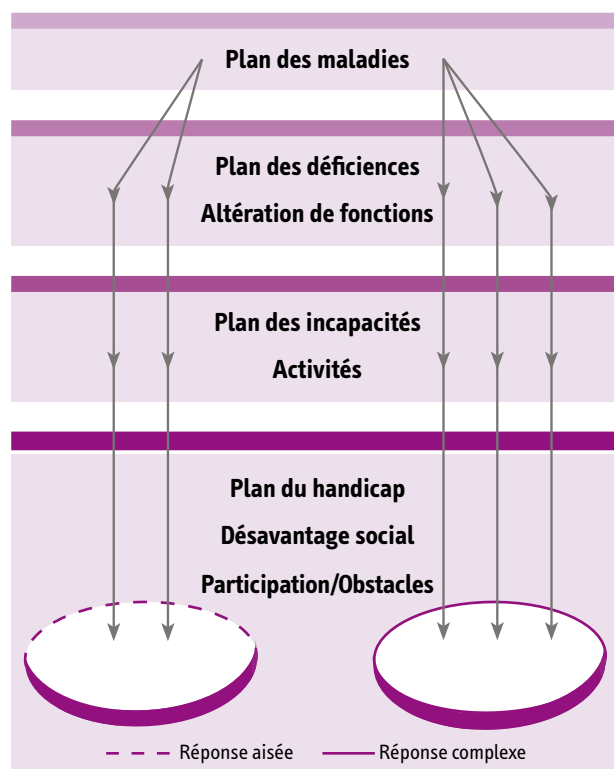 Plan des maladies
Plan des déficiences
Altération de fonctions
Plan des incapacités
Activités
Plan du handicap
Désavantage social
Participation/Obstacles
Réponse aisée
Réponse complexe